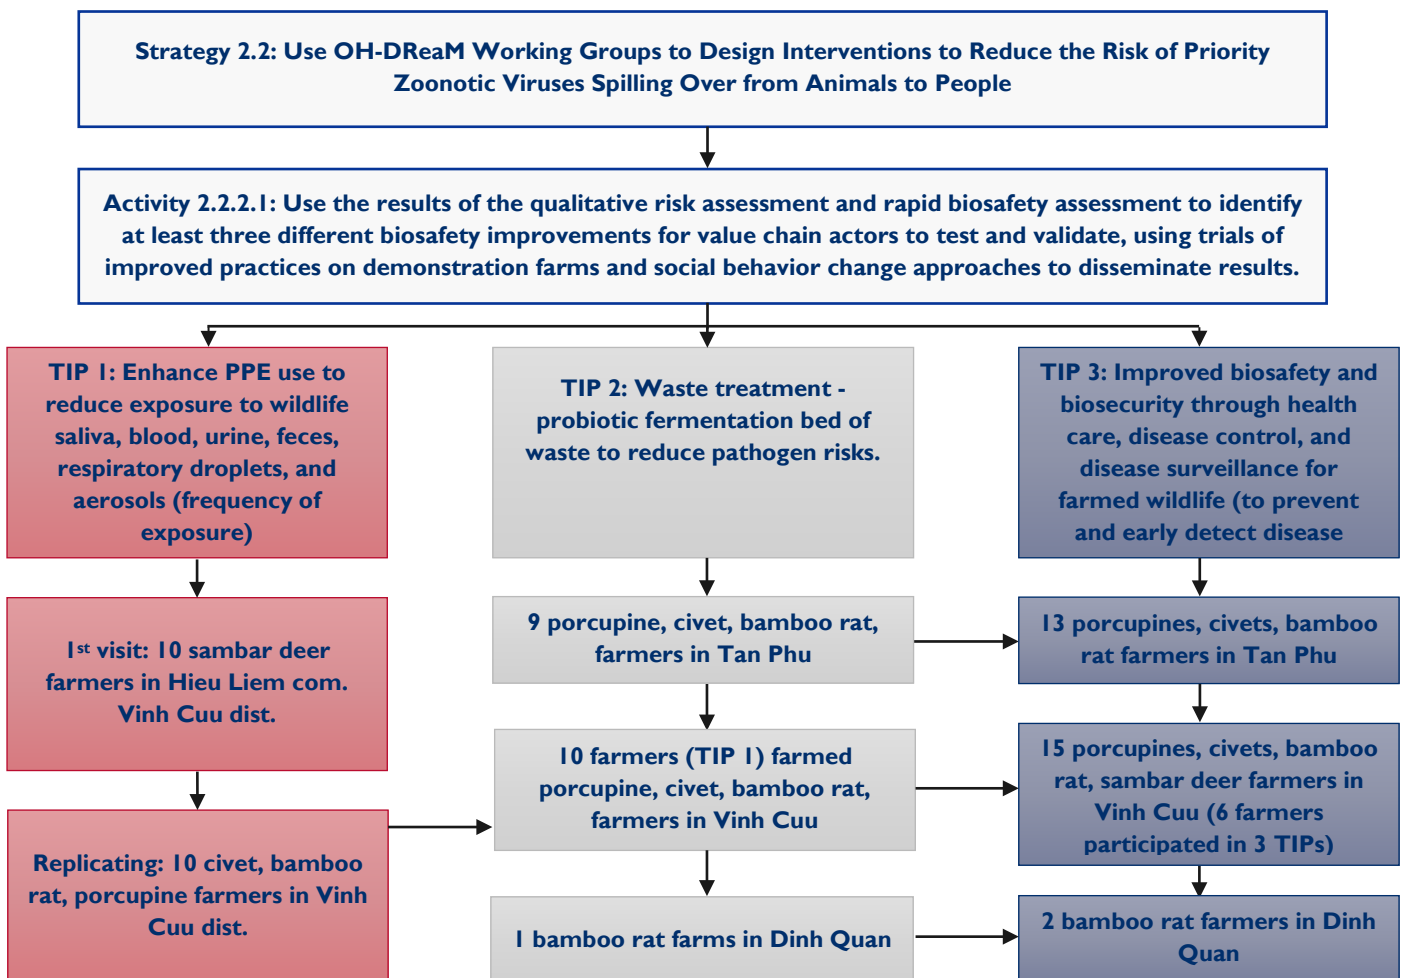 Strategy 2.2: Use OH-DReaM Working Groups to Design Interventions to Reduce the Risk of Priority
Zoonotic Viruses Spilling Over from Animals to People
Activity 2.2.2.1: Use the results of the qualitative risk assessment and rapid biosafety assessment to identify
at least three different biosafety improvements for value chain actors to test and validate, using trials of
improved practices on demonstration farms and social behavior change approaches to disseminate results.
TIP 1: Enhance PPE use to
reduce exposure to wildlife
saliva, blood, urine, feces,
respiratory droplets, and
aerosols (frequency of
exposure)
TIP 2: Waste treatment -
probiotic fermentation bed of
waste to reduce pathogen risks.
TIP 3: Improved biosafety and
biosecurity through health
care, disease control, and
disease surveillance for
farmed wildlife (to prevent
and early detect disease
1st visit: 10 sambar deer
farmers in Hieu Liem com.
Vinh Cuu dist.
9 porcupine, civet, bamboo rat,
farmers in Tan Phu
13 porcupines, civets, bamboo
rat farmers in Tan Phu
Replicating: 10 civet, bamboo
rat, porcupine farmers in Vinh
Cuu dist.
10 farmers (TIP 1) farmed
porcupine, civet, bamboo rat,
farmers in Vinh Cuu
15 porcupines, civets, bamboo
rat, sambar deer farmers in
Vinh Cuu (6 farmers
participated in 3 TIPs)
1 bamboo rat farms in Dinh Quan
2 bamboo rat farmers in Dinh
Quan